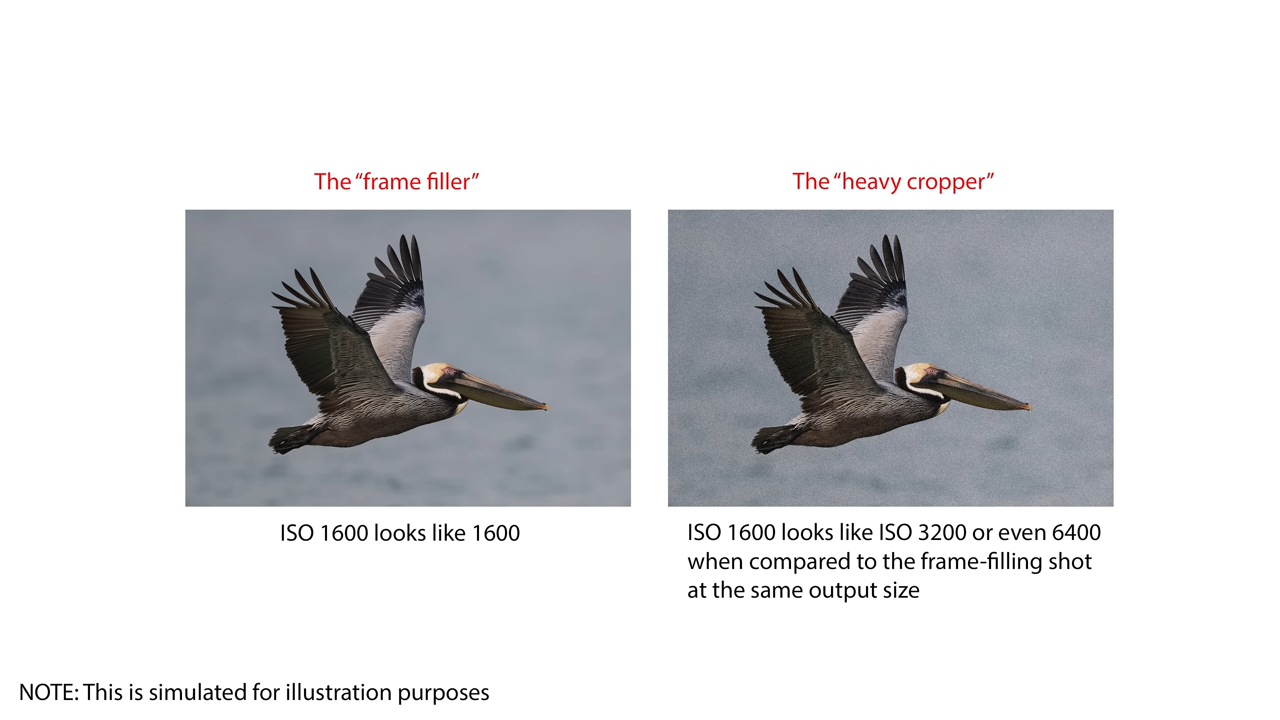 The “frame filler”
The “heavy cropper”
ISO 1600 looks like 1600
ISO 1600 looks like ISO 3200 or even 6400
when compared to the frame-filling shot
at the same output size
NOTE: This is simulated for illustration purposes